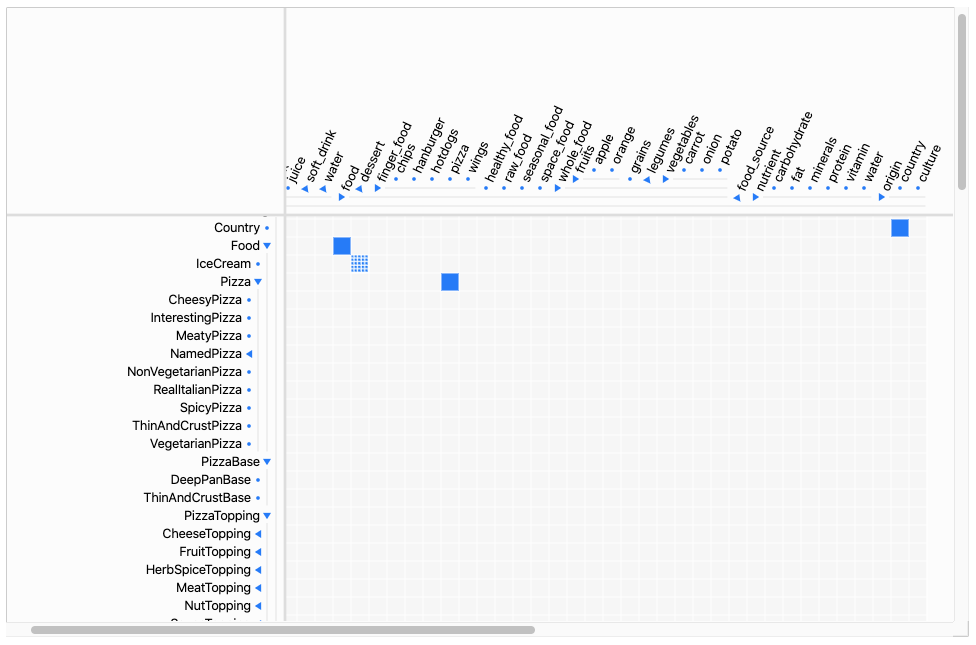 juice
soft_drink
water
food
dessert
finger_food
chips
hanburger
hotdogs
pizza
wings
healthy_food
raw_food
seasonal_food
space_food
whole_food
fruits
apple
orange
grains
legumes
vegetables
carrot
onion
potato
food_source
nutrient
carbohydrate
fat
minerals
protein
vitamin
water
origin
country
culture
Country
Food
IceCream
Pizza
CheesyPizza
InterestingPizza
MeatyPizza
NamedPizza
NonVegetarianPizza
RealItalianPizza
SpicyPizza
ThinAndCrustPizza
VegetarianPizza
PizzaBase
DeepPanBase
ThinAndCrustBase
PizzaTopping
CheeseTopping
FruitTopping
HerbSpiceTopping
MeatTopping
NutTopping